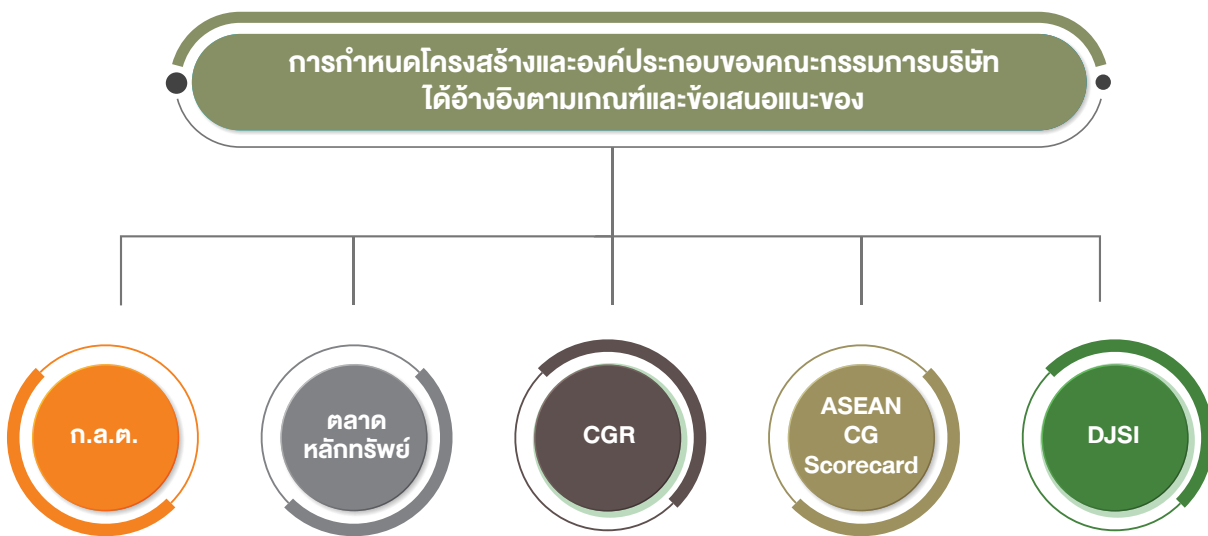 การกำหนดโครงสร้างและองค์ประกอบของคณะกรรมการบริษัท
ได้อ้างอิงตามเกณฑ์และข้อเสนอแนะของ
ก.ล.ต.
ตลาด
หลักทรัพย์
CGR
ASEAN
CG
Scorecard
DJSI